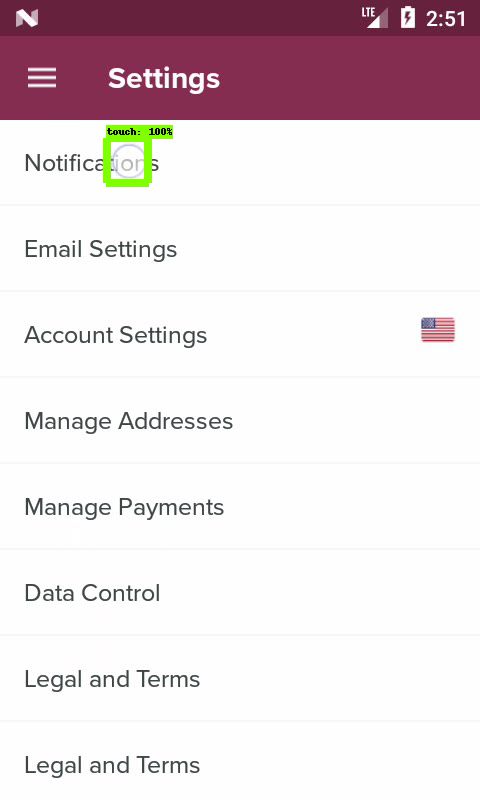 LTE 2:51
Settings
touch: 100%
Notifications
Email Settings
Account Settings
Manage Addresses
Manage Payments
Data Control
Legal and Terms
Legal and Terms